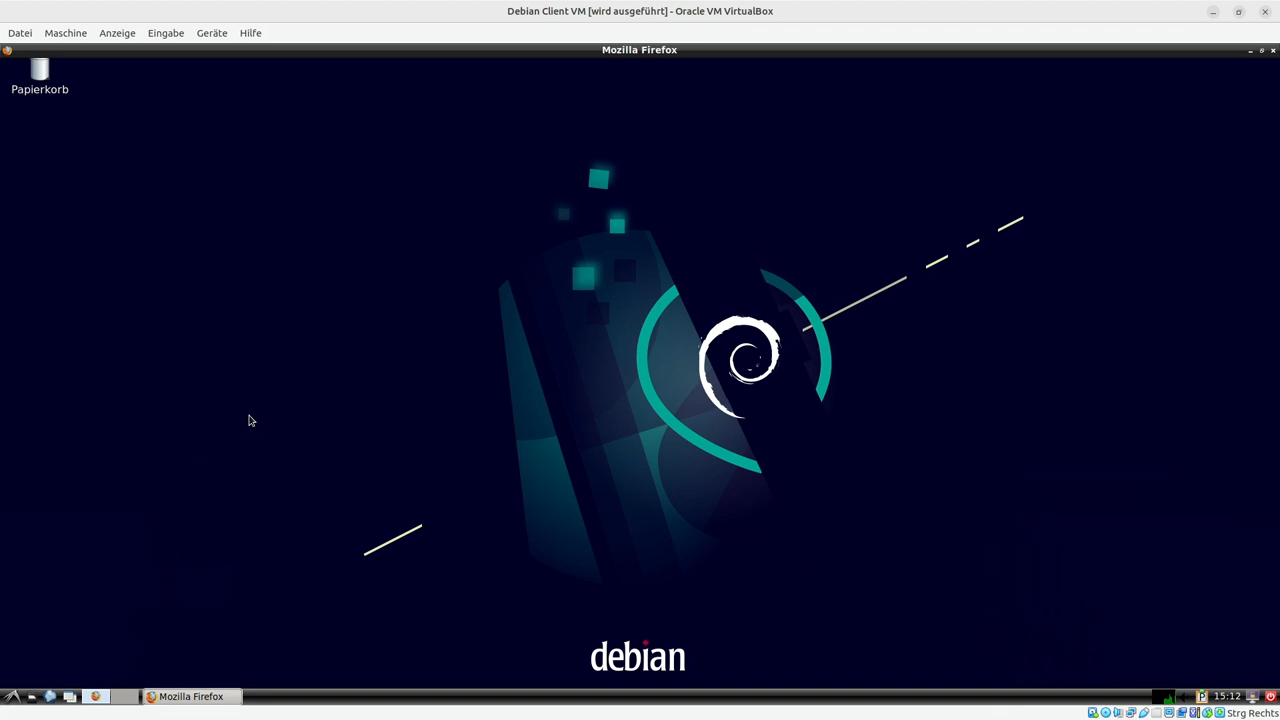 Debian Client VM [wird ausgeführt] - Oracle VM VirtualBox
Datei Maschine Anzeige Eingabe Geräte Hilfe
Mozilla Firefox
Papierkorb
debian
Mozilla Firefox
15:12
Strg Rechts